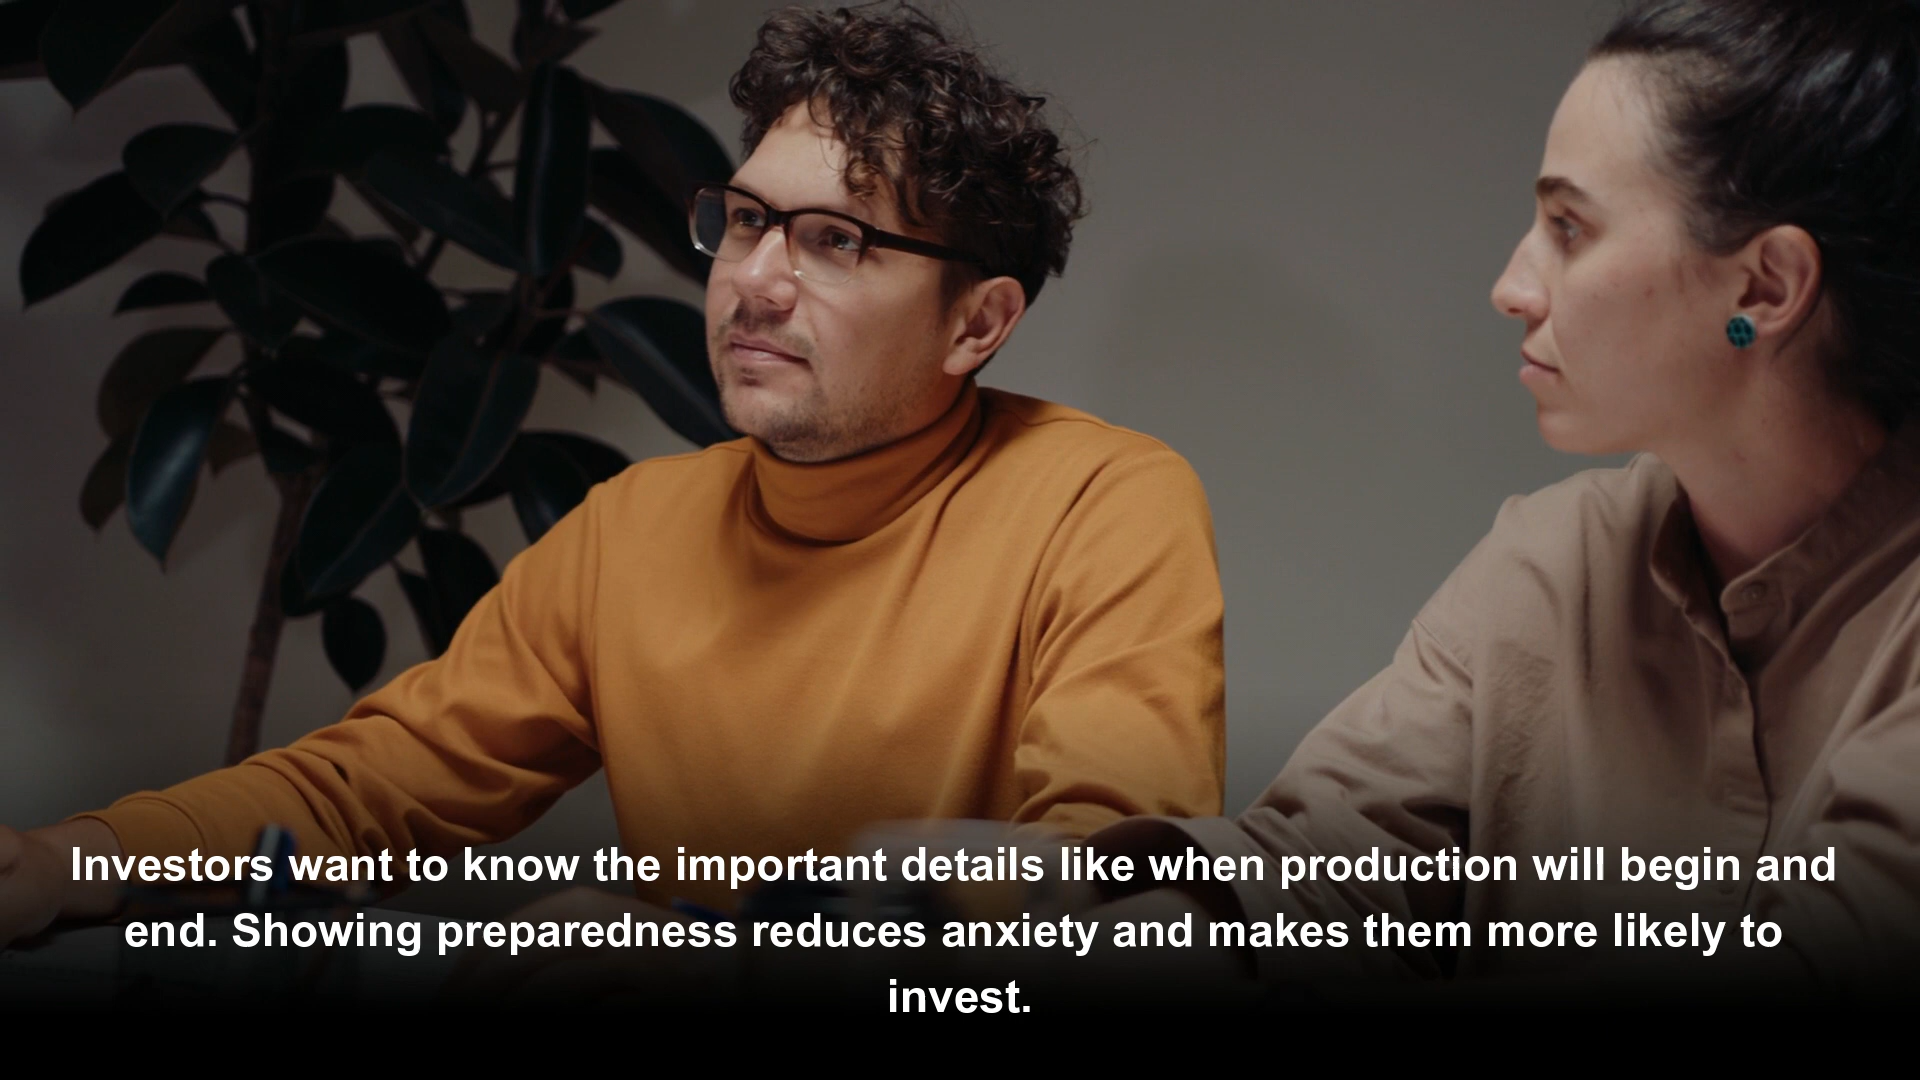 Investors want to know the important details like when production will begin and
end. Showing preparedness reduces anxiety and makes them more likely to
invest.